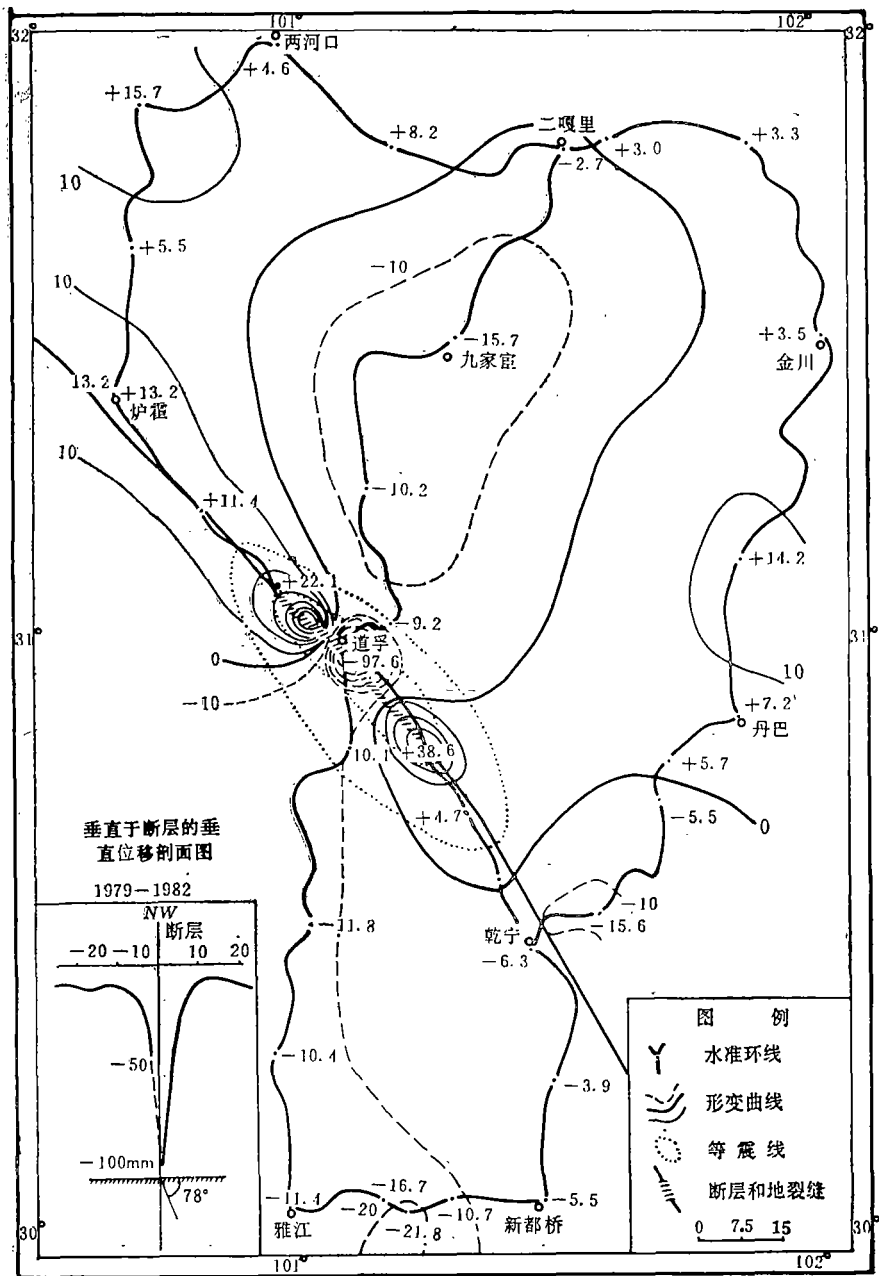 101°
102°
32°
32°
两河口
+4.6
+15.7
+8.2
二嘎里
-2.7
+3.0
+3.3
10
+5.5
10
-10
-15.7
九家寨
+3.5
金川
13.2
+13.2
炉霍
10
+11.4
-10.2
+14.2
+22.1
31°
31°
-9.2
道孚
-97.6
0
-10
10
+7.2
丹巴
10.1
+38.6
+5.7
+4.7
-5.5
0
垂直于断层的垂
直位移剖面图
1979-1982
NW
断层
-20 -10 10 20
-50
-100mm
78°
-11.8
-10
-15.6
乾宁
-6.3
-10.4
-3.9
-11.4
雅江
-16.7
-20
-21.8
-10.7
新都桥
-5.5
图 例
水准环线
形变曲线
等震线
断层和地裂缝
0 7.5 15
30°
30°
101°
102°